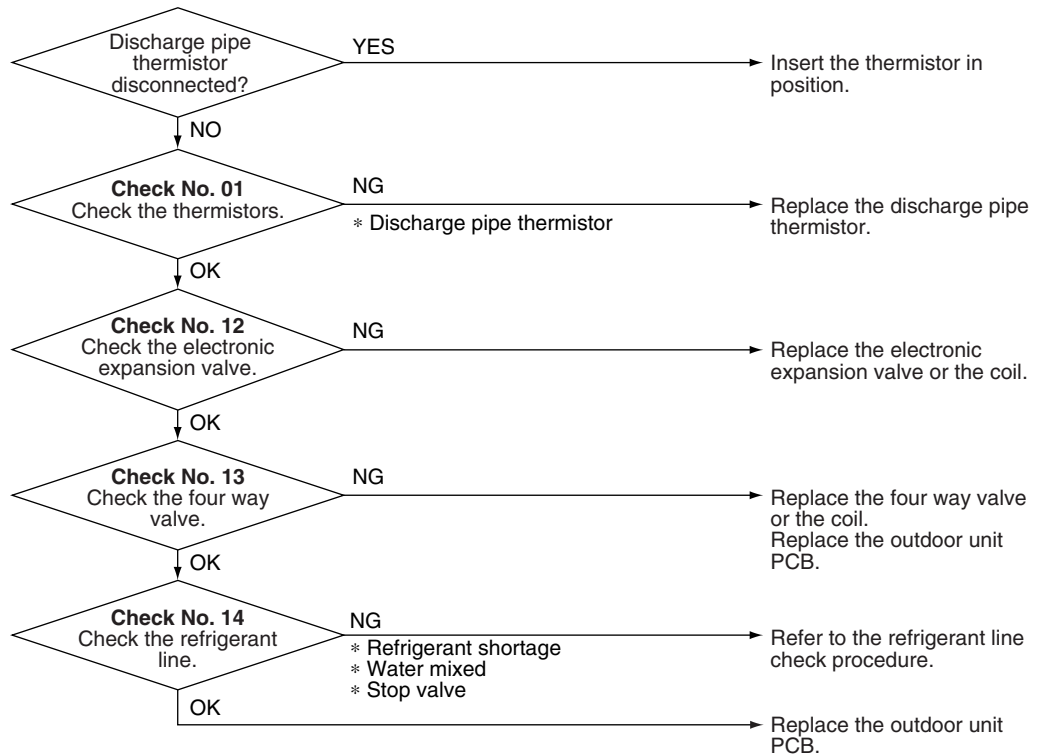 Discharge pipe
thermistor
disconnected?
YES
Insert the thermistor in
position.
NO
Check No. 01
Check the thermistors.
NG
* Discharge pipe thermistor
Replace the discharge pipe
thermistor.
OK
Check No. 12
Check the electronic
expansion valve.
NG
Replace the electronic
expansion valve or the coil.
OK
Check No. 13
Check the four way
valve.
NG
Replace the four way valve
or the coil.
Replace the outdoor unit
PCB.
OK
Check No. 14
Check the refrigerant
line.
NG
* Refrigerant shortage
* Water mixed
* Stop valve
Refer to the refrigerant line
check procedure.
OK
Replace the outdoor unit
PCB.